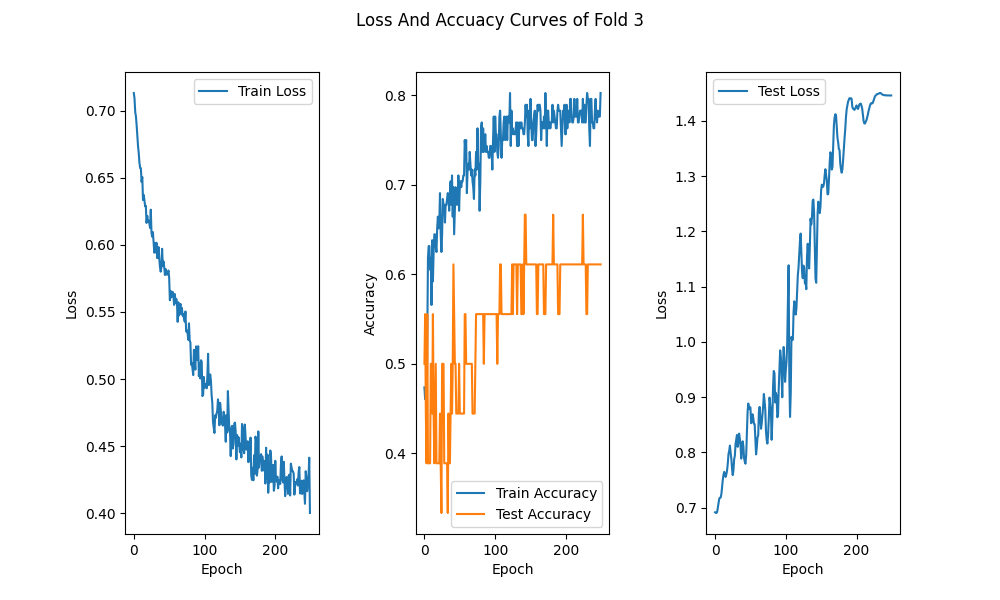 Loss And Accuacy Curves of Fold 3
Loss
0.70
0.65
0.60
0.55
0.50
0.45
0.40
0
100
200
Epoch
Train Loss
Accuracy
0.8
0.7
0.6
0.5
0.4
0
100
200
Epoch
Train Accuracy
Test Accuracy
Loss
1.4
1.3
1.2
1.1
1.0
0.9
0.8
0.7
0
100
200
Epoch
Test Loss